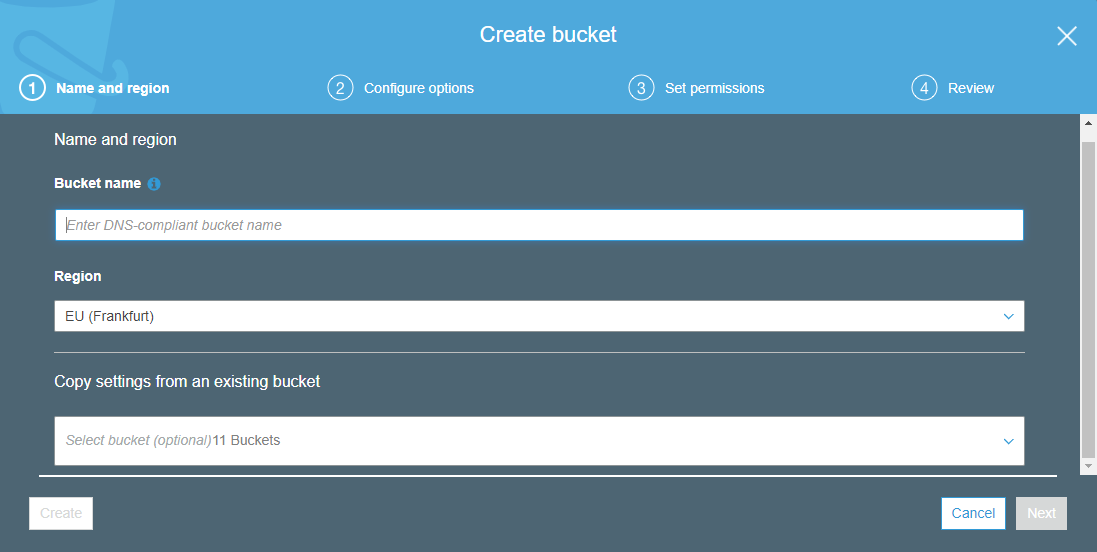 Create bucket
1 Name and region
2 Configure options
3 Set permissions
4 Review
Name and region
Bucket name
Enter DNS-compliant bucket name
Region
EU (Frankfurt)
Copy settings from an existing bucket
Select bucket (optional)11 Buckets
Create
Cancel
Next